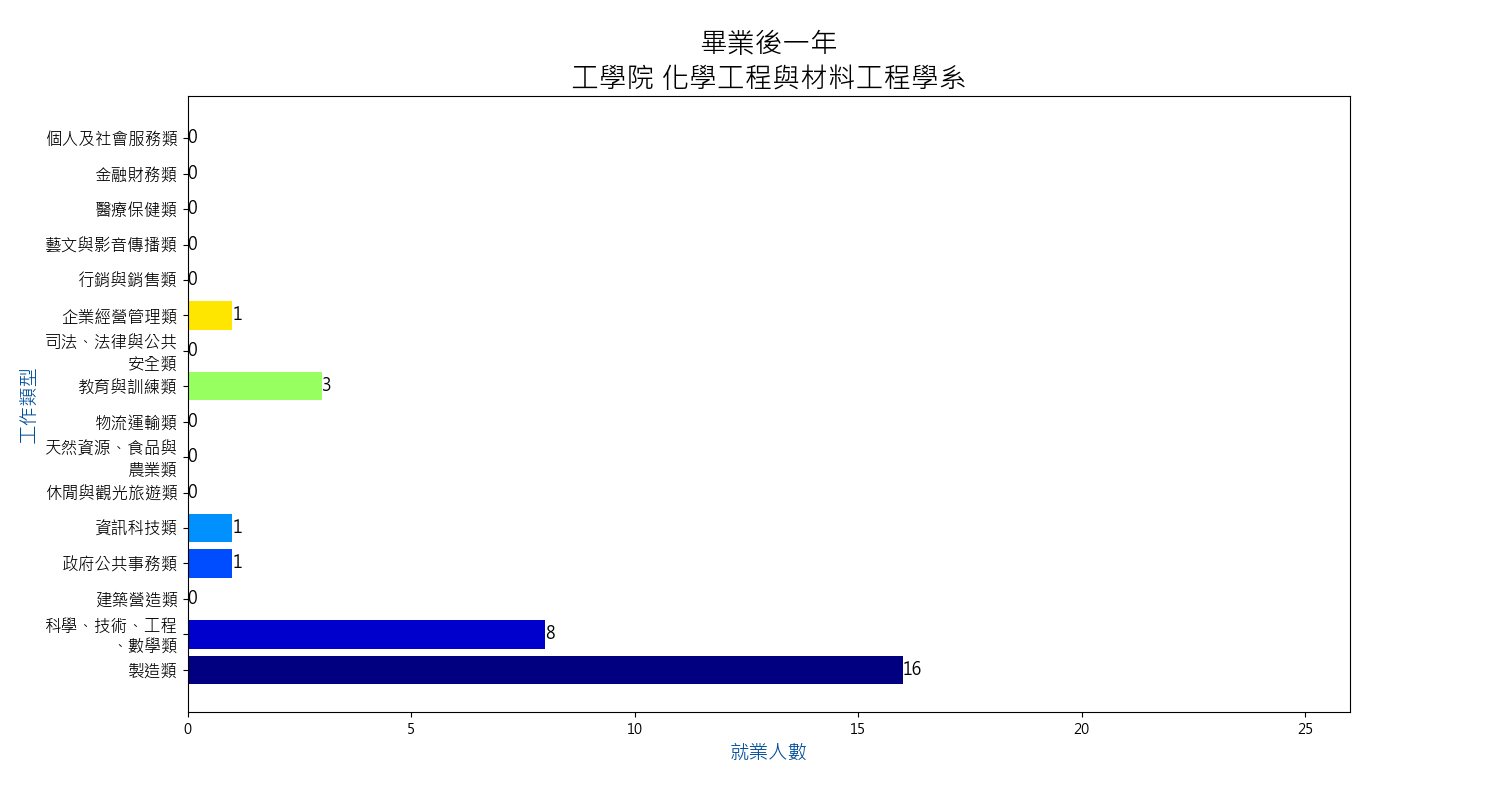 畢業後一年
工學院 化學工程與材料工程學系
個人及社會服務類 0
金融財務類 0
醫療保健類 0
藝文與影音傳播類 0
行銷與銷售類 0
企業經營管理類 1
司法、法律與公共
安全類 0
教育與訓練類 3
物流運輸類 0
天然資源、食品與
農業類 0
休閒與觀光旅遊類 0
資訊科技類 1
政府公共事務類 1
建築營造類 0
科學、技術、工程
、數學類 8
製造類 16
0 5 10 15 20 25
就業人數
工作類型